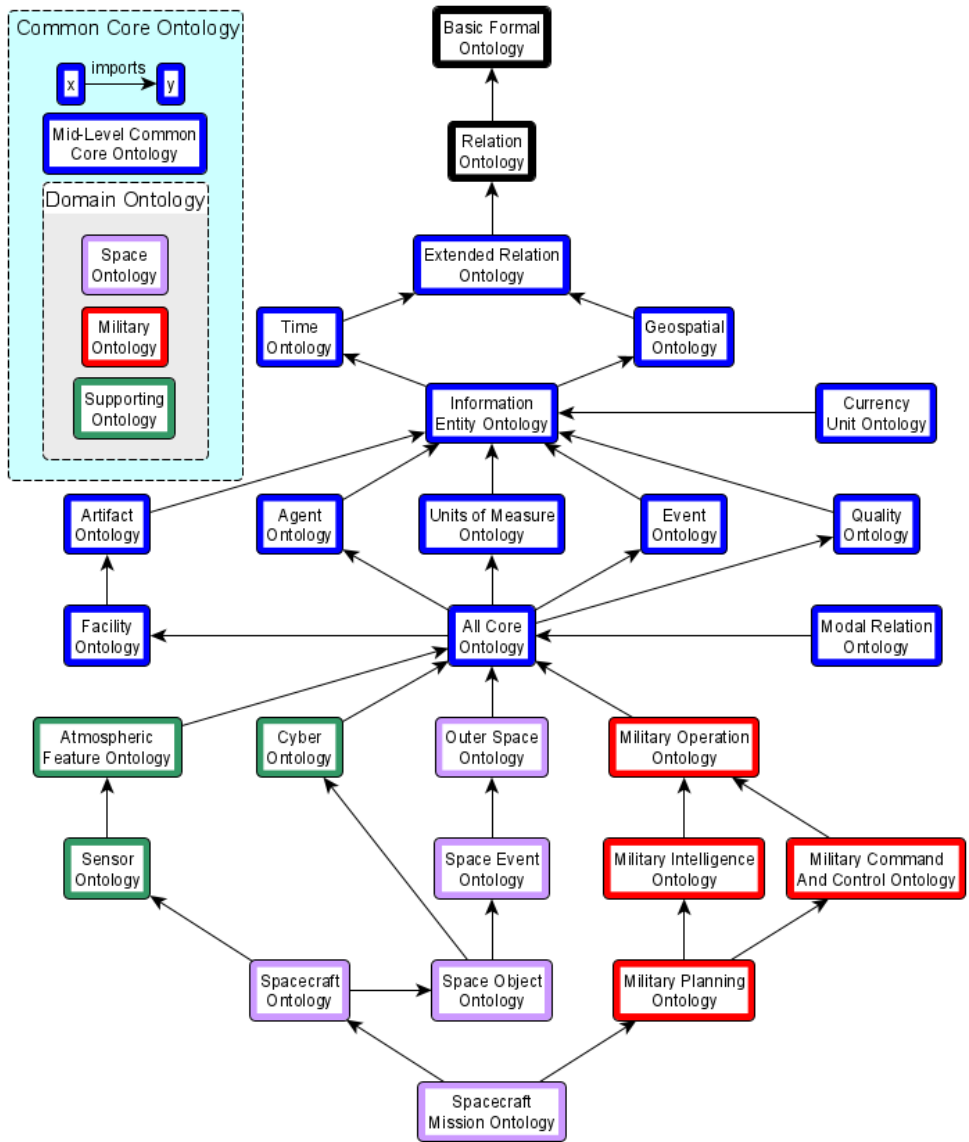 Common Core Ontology
x
imports
y
Mid-Level Common
Core Ontology
Domain Ontology
Space
Ontology
Military
Ontology
Supporting
Ontology
Basic Formal
Ontology
Relation
Ontology
Extended Relation
Ontology
Time
Ontology
Geospatial
Ontology
Information
Entity Ontology
Currency
Unit Ontology
Artifact
Ontology
Agent
Ontology
Units of Measure
Ontology
Event
Ontology
Quality
Ontology
Facility
Ontology
All Core
Ontology
Modal Relation
Ontology
Atmospheric
Feature Ontology
Cyber
Ontology
Outer Space
Ontology
Military Operation
Ontology
Sensor
Ontology
Space Event
Ontology
Military Intelligence
Ontology
Military Command
And Control Ontology
Spacecraft
Ontology
Space Object
Ontology
Military Planning
Ontology
Spacecraft
Mission Ontology